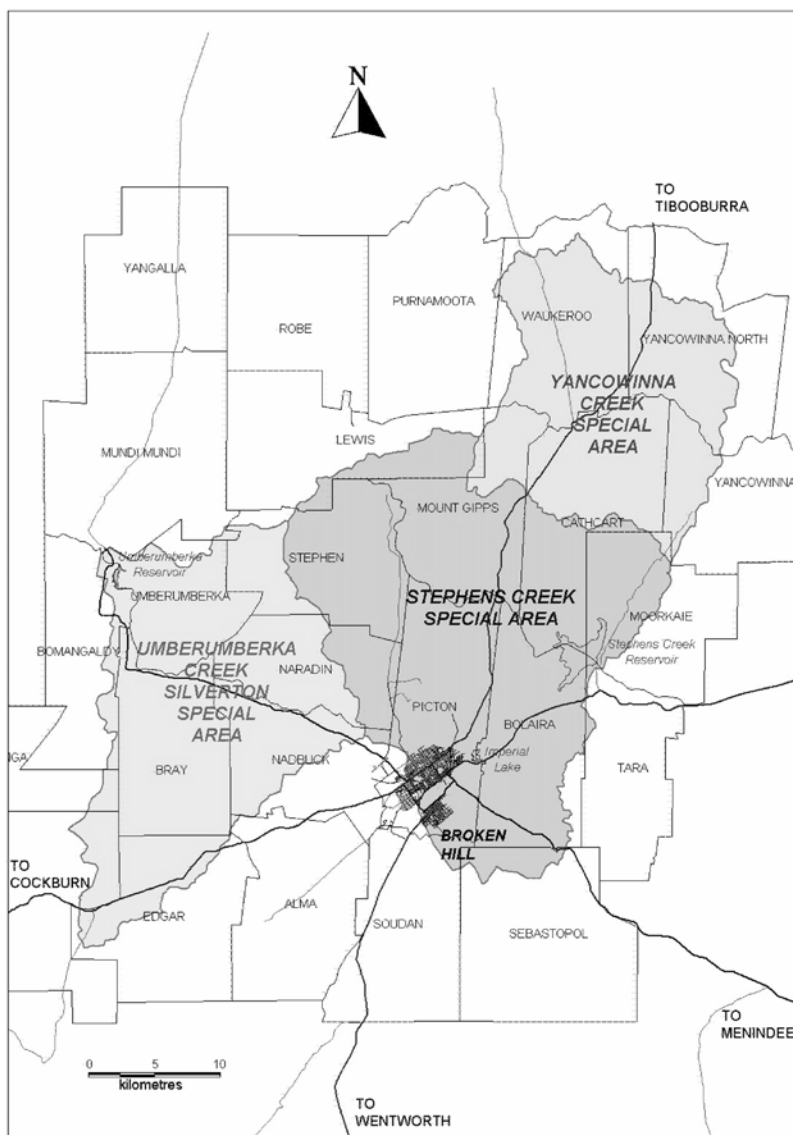 N
TO
TIBOOBURRA
YANGALLA
PURNAMOOTA
WAUKEROO
ROBE
YANCOWINNA NORTH
YANCOWINNA
CREEK
SPECIAL
AREA
LEWIS
MUNDI MUNDI
YANCOWINNA
MOUNT GIPPS
CATHCART
Umberumberka
Reservoir
STEPHEN
UMBERUMBERKA
STEPHENS CREEK
SPECIAL AREA
MOORKAIE
Stephens Creek
Reservoir
BOMANGALDY
UMBERUMBERKA
CREEK
SILVERTON
SPECIAL
AREA
NARADIN
PICTON
BOLAIRA
Imperial
Lake
NADBUCK
BRAY
TARA
BROKEN
HILL
TO
COCKBURN
EDGAR
ALMA
SOUDAN
SEBASTOPOL
TO
MENINDEE
0 5 10
kilometres
TO
WENTWORTH